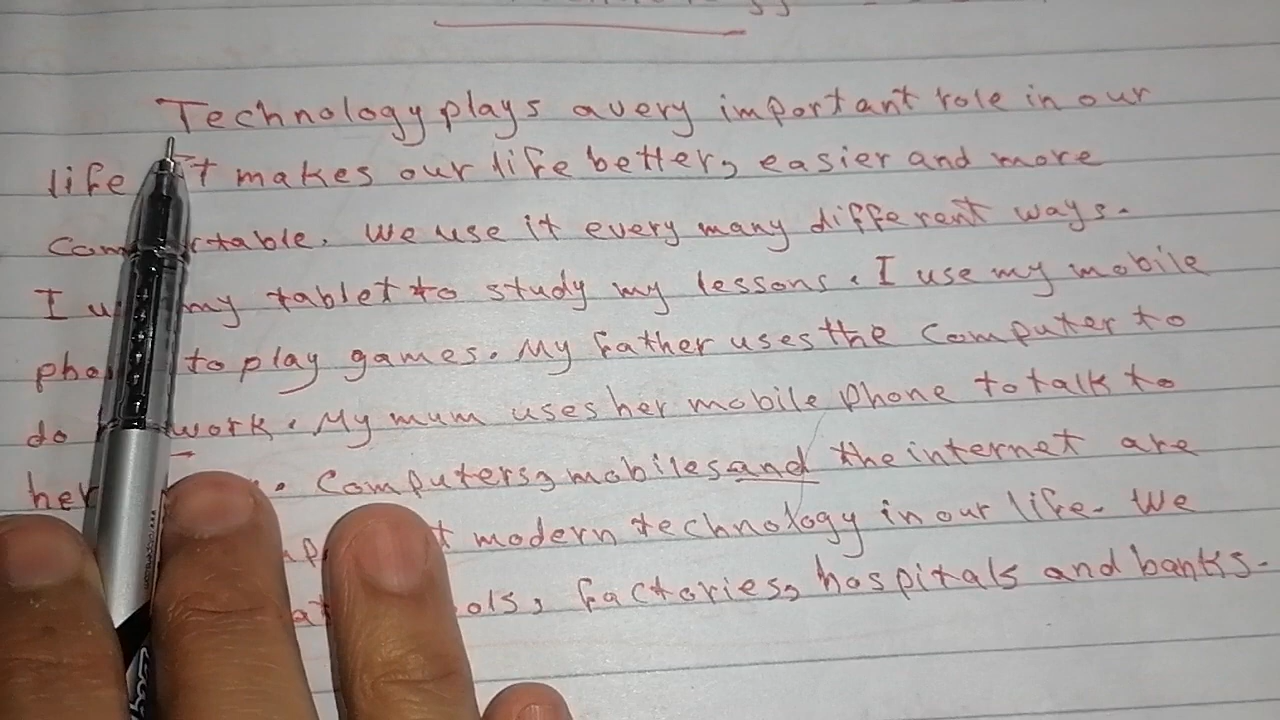 Technology plays a very important role in our
life It makes our life better, easier and more
We use it every many different ways.
I my tablet to study my lessons. I use my mobile
to play games. My father uses the computer to
do work. My mum uses her mobile phone to talk to
her Computers, mobiles and the internet are
modern technology in our life. We
factories, hospitals and banks.